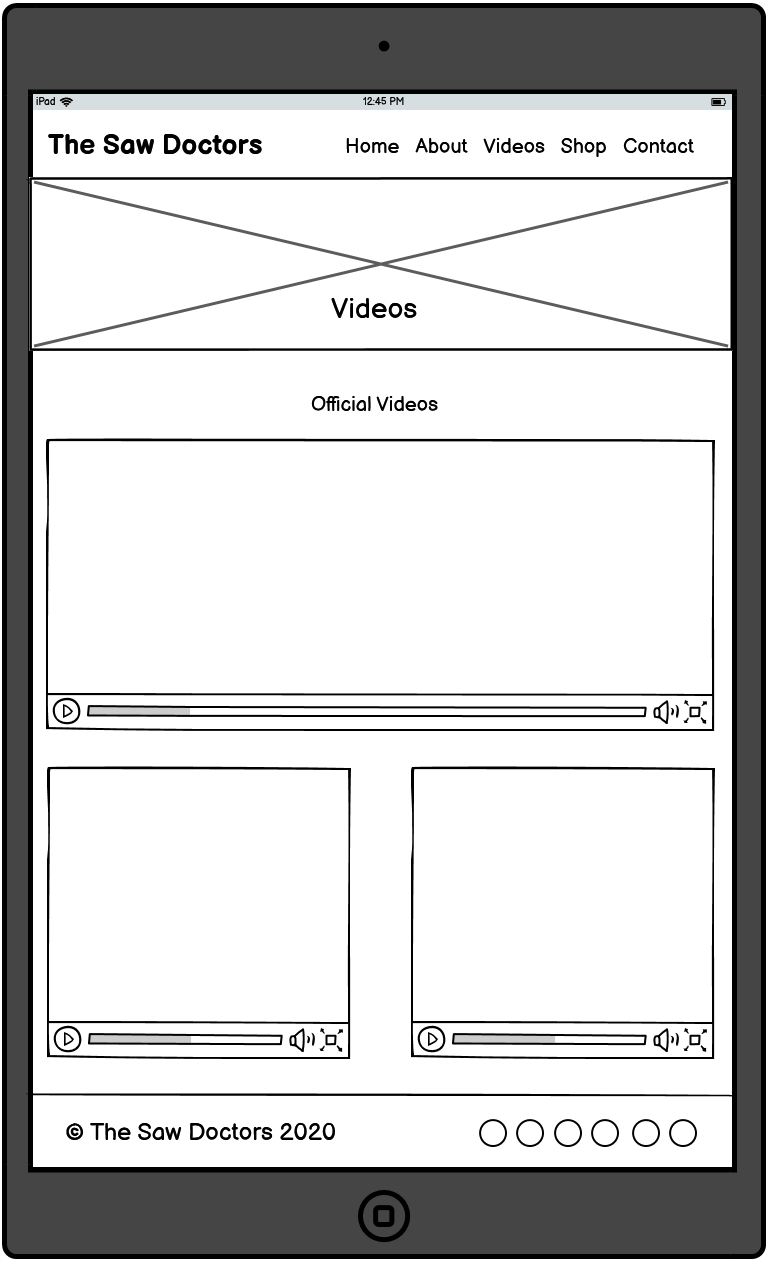 iPad 12:45 PM
The Saw Doctors Home About Videos Shop Contact
Videos
Official Videos
© The Saw Doctors 2020